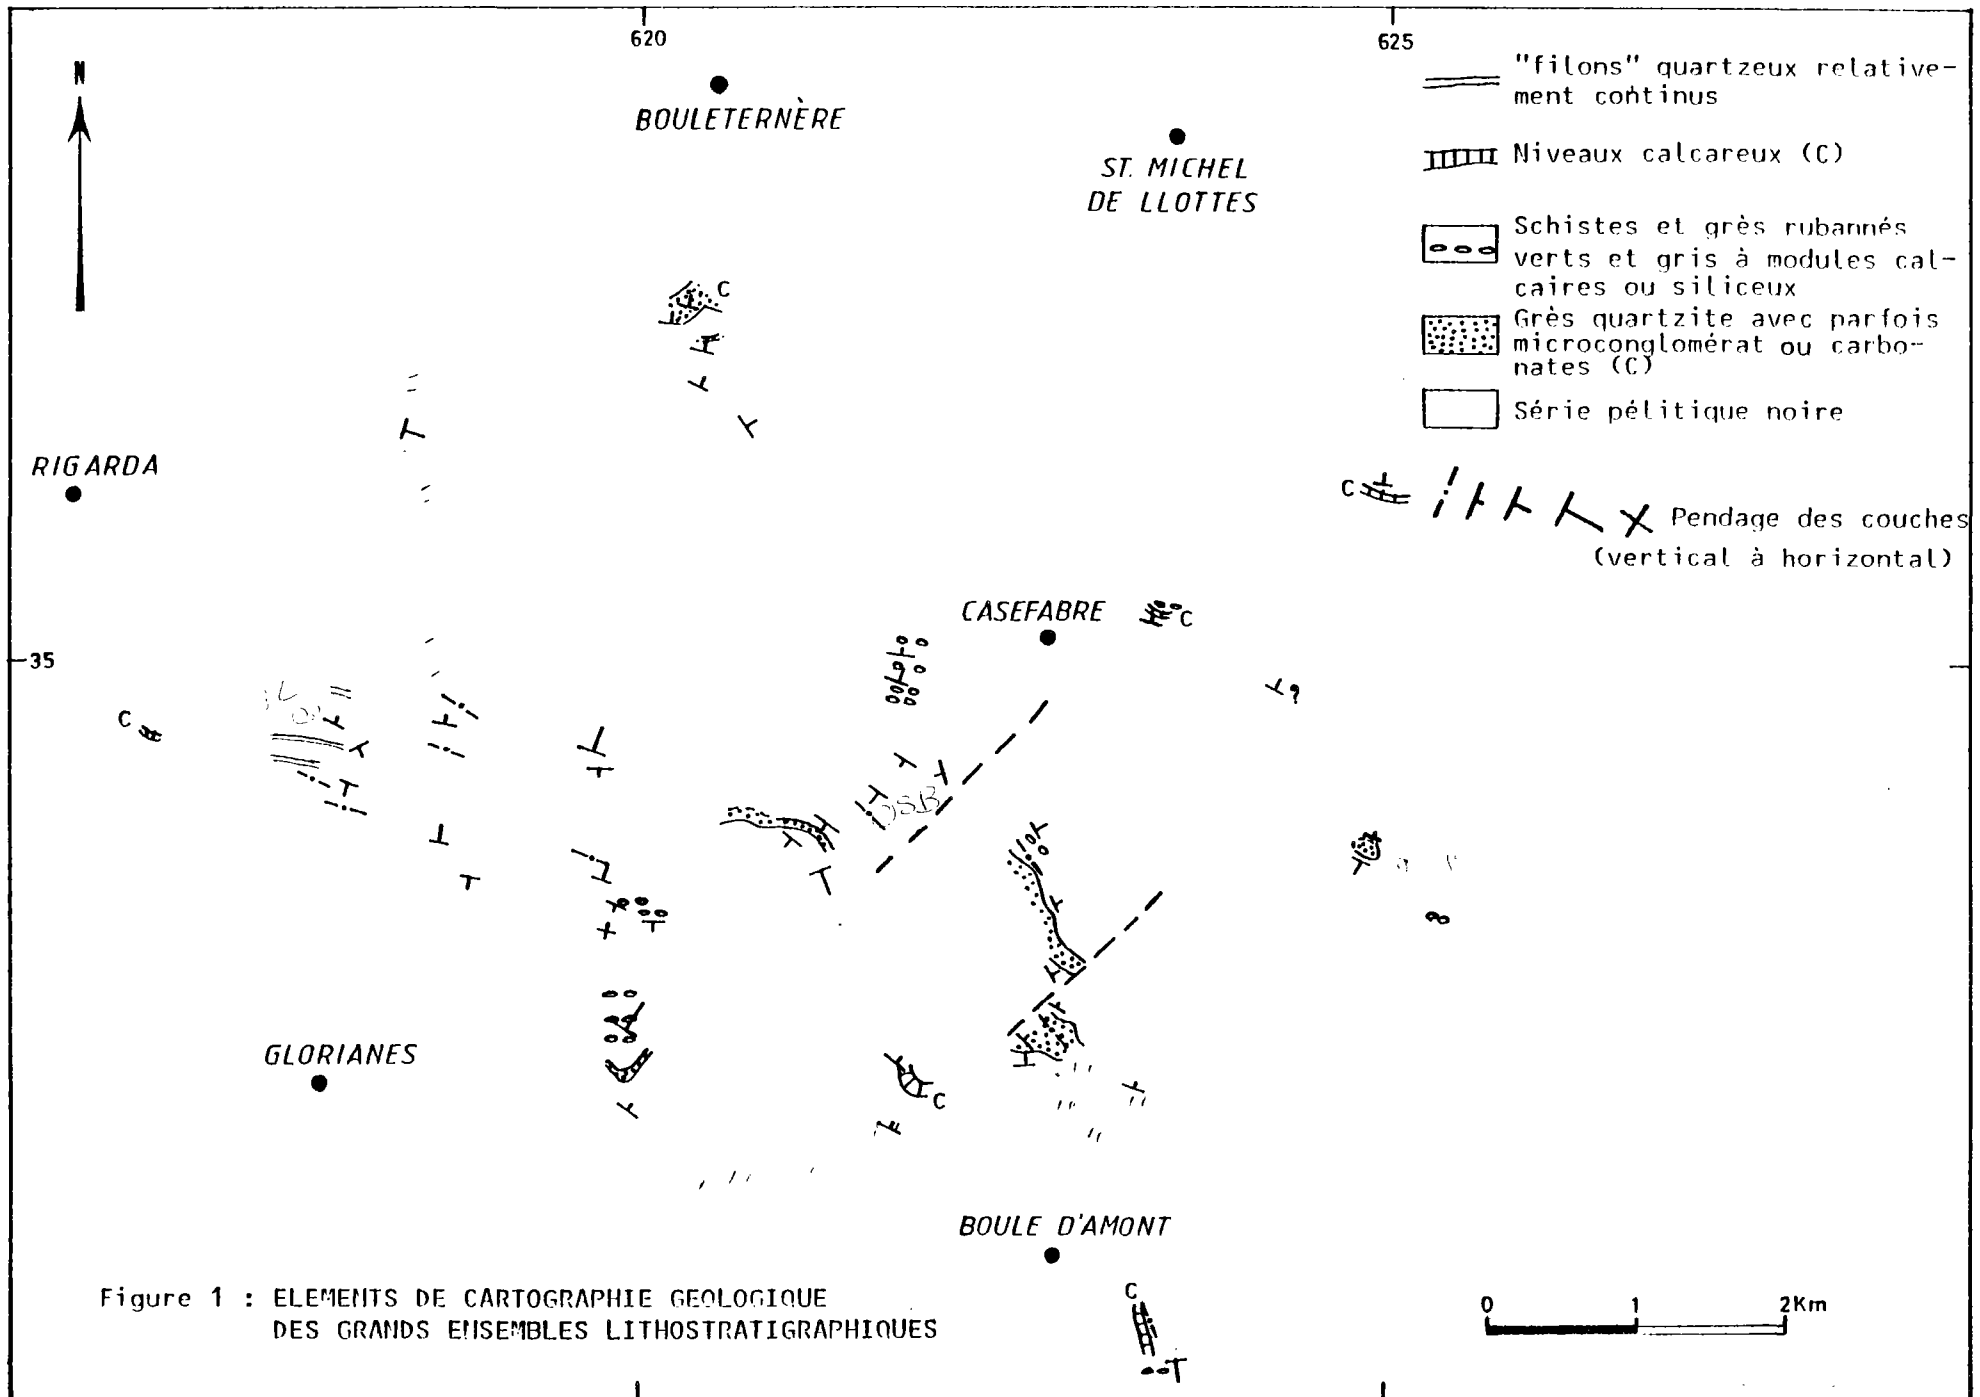 620
625
N
BOULETERNÈRE
ST. MICHEL
DE LLOTTES
"filons" quartzeux relative-
ment continus
Niveaux calcareux (C)
Schistes et grès rubannés
verts et gris à modules cal-
caires ou siliceux
Grès quartzite avec parfois
microconglomérat ou carbo-
nates (C)
Série pélitique noire
C
RIGARDA
C
Pendage des couches
(vertical à horizontal)
CASEFABRE
C
35
?
C
GLORIANES
C
BOULE D'AMONT
C
Figure 1 : ELEMENTS DE CARTOGRAPHIE GEOLOGIQUE
DES GRANDS ENSEMBLES LITHOSTRATIGRAPHIQUES
0 1 2Km